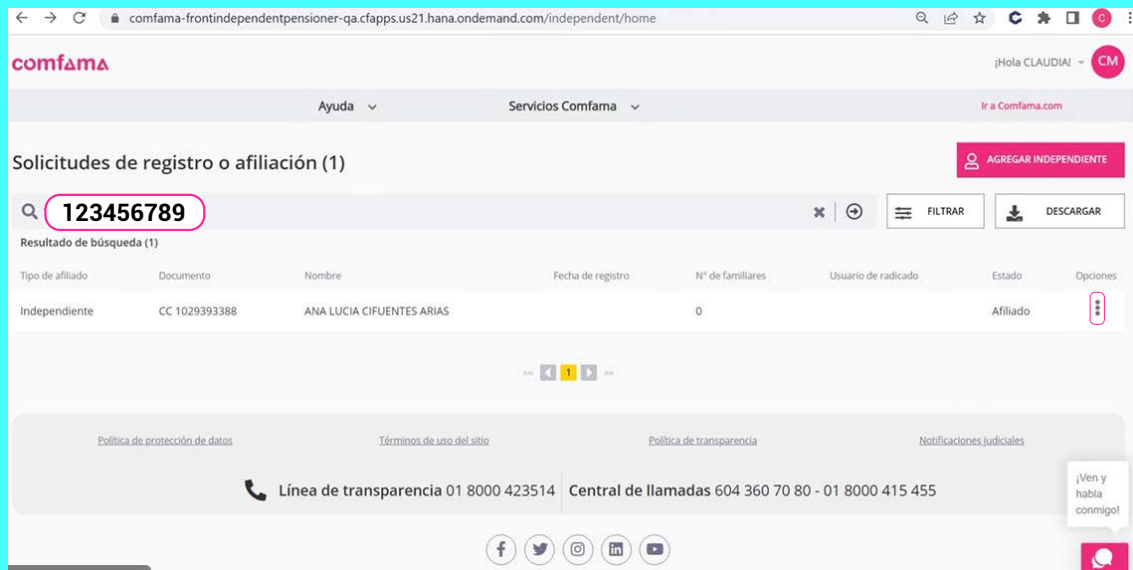 comfama-frontindependentpensioner-qa.cfapps.us21.hana.ondemand.com/independent/home
C
C
comfama
¡Hola CLAUDIA!
CM
Ayuda
Servicios Comfama
Ir a Comfama.com
Solicitudes de registro o afiliación (1)
AGREGAR INDEPENDIENTE
123456789
FILTRAR
DESCARGAR
Resultado de búsqueda (1)
Tipo de afiliado Documento Nombre Fecha de registro N° de familiares Usuario de radicado Estado Opciones
Independiente CC 1029393388 ANA LUCIA CIFUENTES ARIAS 0 Afiliado
<< 1 >>
Política de protección de datos Términos de uso del sitio Política de transparencia Notificaciones judiciales
Línea de transparencia 01 8000 423514 Central de llamadas 604 360 70 80 - 01 8000 415 455
¡Ven y
habla
conmigo!